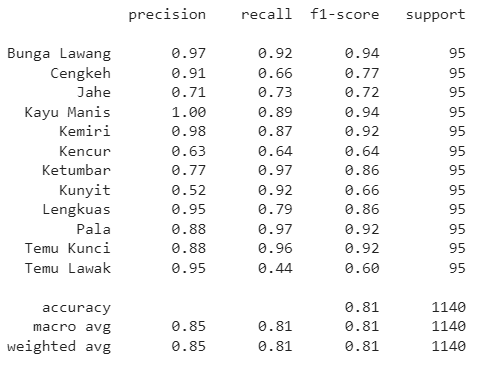 precision recall f1-score support
Bunga Lawang 0.97 0.92 0.94 95
Cengkeh 0.91 0.66 0.77 95
Jahe 0.71 0.73 0.72 95
Kayu Manis 1.00 0.89 0.94 95
Kemiri 0.98 0.87 0.92 95
Kencur 0.63 0.64 0.64 95
Ketumbar 0.77 0.97 0.86 95
Kunyit 0.52 0.92 0.66 95
Lengkuas 0.95 0.79 0.86 95
Pala 0.88 0.97 0.92 95
Temu Kunci 0.88 0.96 0.92 95
Temu Lawak 0.95 0.44 0.60 95
accuracy 0.81 1140
macro avg 0.85 0.81 0.81 1140
weighted avg 0.85 0.81 0.81 1140